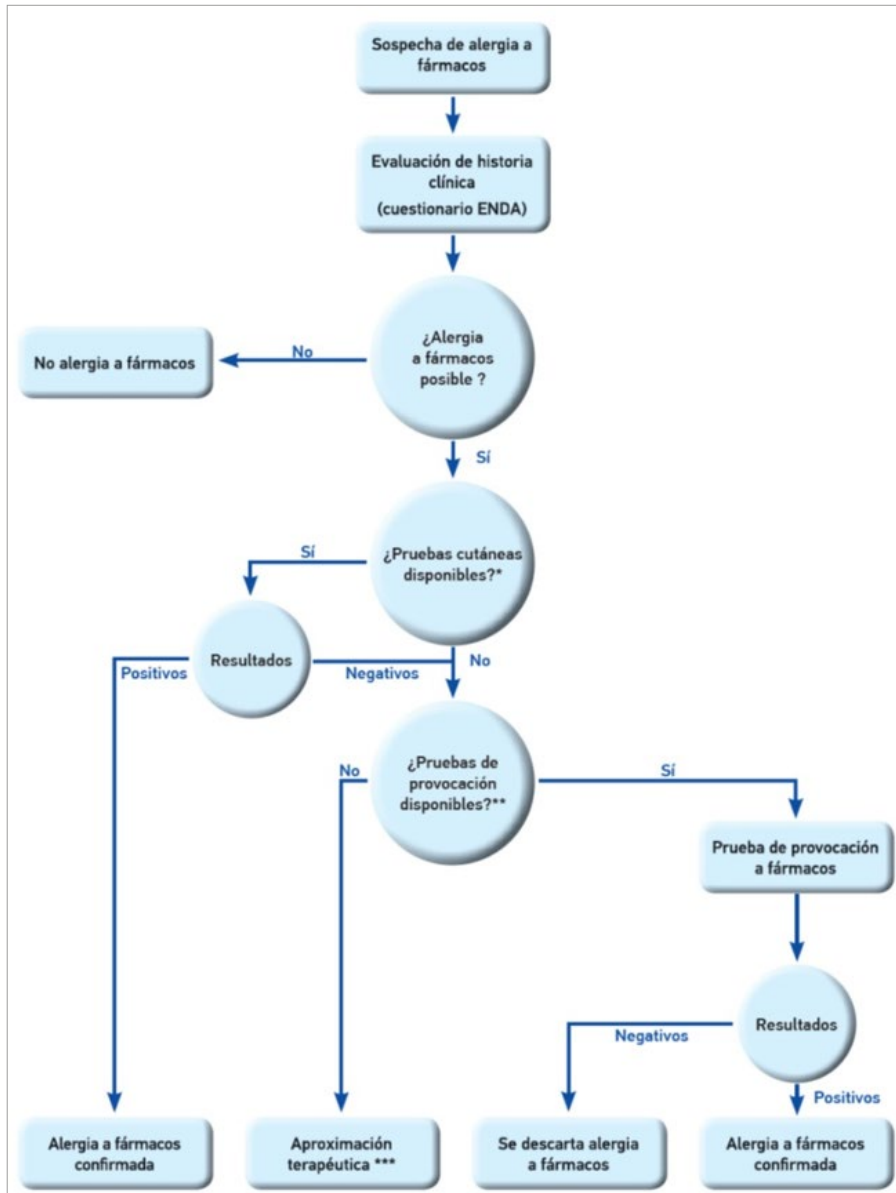 Sospecha de alergia a
fármacos
Evaluación de historia
clínica
(cuestionario ENDA)
¿Alergia
a fármacos
posible ?
No
No alergia a fármacos
Sí
¿Pruebas cutáneas
disponibles?*
Sí
Resultados
Positivos
Negativos
No
¿Pruebas de
provocación
disponibles?**
No
Sí
Prueba de provocación
a fármacos
Resultados
Negativos
Positivos
Alergia a fármacos
confirmada
Aproximación
terapéutica ***
Se descarta alergia
a fármacos
Alergia a fármacos
confirmada